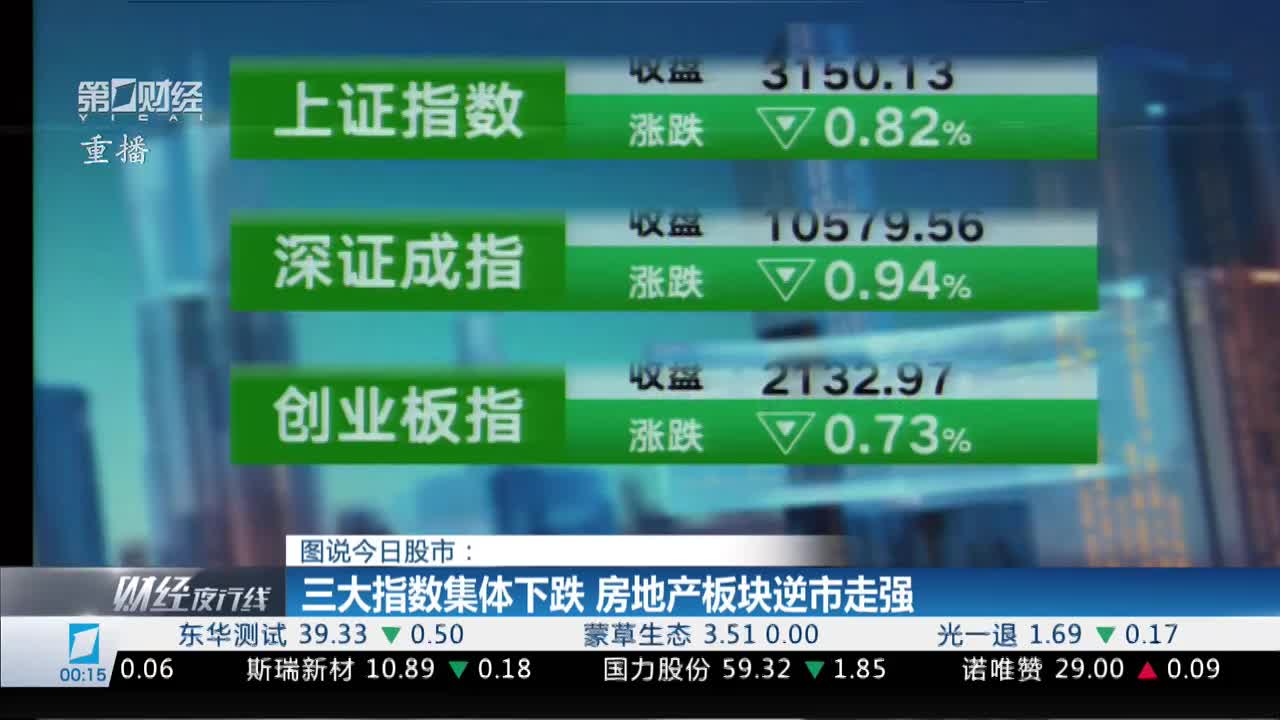 第一财经
YICAI
重播
上证指数
收盘 3150.13
涨跌 ▽ 0.82%
深证成指
收盘 10579.56
涨跌 ▽ 0.94%
创业板指
收盘 2132.97
涨跌 ▽ 0.73%
图说今日股市：
财经夜行线
三大指数集体下跌 房地产板块逆市走强
东华测试 39.33 ▼ 0.50 蒙草生态 3.51 0.00 光一退 1.69 ▼ 0.17
00:15
0.06 斯瑞新材 10.89 ▼ 0.18 国力股份 59.32 ▼ 1.85 诺唯赞 29.00 ▲ 0.09